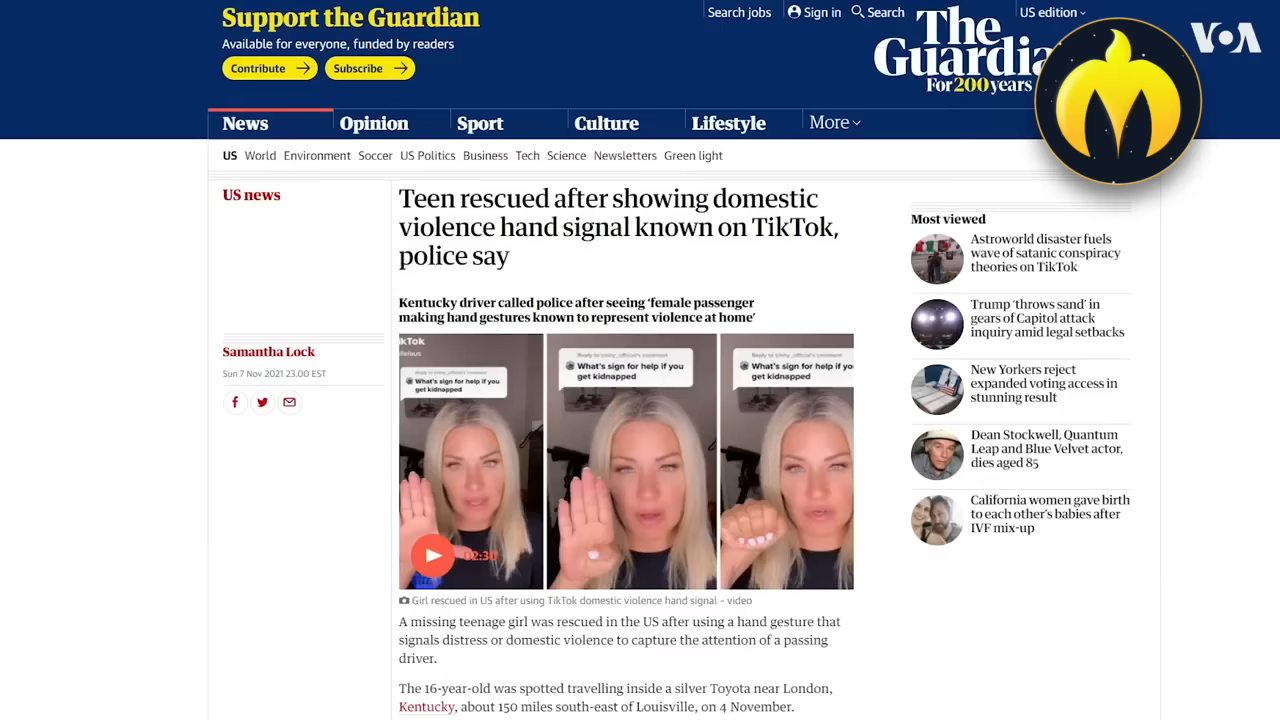 Support the Guardian
Available for everyone, funded by readers
Contribute
Subscribe
Search jobs
Sign in
Search
US edition
The
Guardia
For 200 years
VOA
News
Opinion
Sport
Culture
Lifestyle
More
US World Environment Soccer US Politics Business Tech Science Newsletters Green light
US news
Teen rescued after showing domestic
violence hand signal known on TikTok,
police say
Kentucky driver called police after seeing ‘female passenger
making hand gestures known to represent violence at home’
Samantha Lock
Sun 7 Nov 2021 23.00 EST
kTok
What's sign for help if you
get kidnapped
Reply to trinity_official's comment
What's sign for help if you
get kidnapped
What's sign for help if you
get kidnapped
02:30
Girl rescued in US after using TikTok domestic violence hand signal – video
A missing teenage girl was rescued in the US after using a hand gesture that
signals distress or domestic violence to capture the attention of a passing
driver.
The 16-year-old was spotted travelling inside a silver Toyota near London,
Kentucky, about 150 miles south-east of Louisville, on 4 November.
Most viewed
Astroworld disaster fuels
wave of satanic conspiracy
theories on TikTok
Trump ‘throws sand’ in
gears of Capitol attack
inquiry amid legal setbacks
New Yorkers reject
expanded voting access in
stunning result
Dean Stockwell, Quantum
Leap and Blue Velvet actor,
dies aged 85
California women gave birth
to each other’s babies after
IVF mix-up